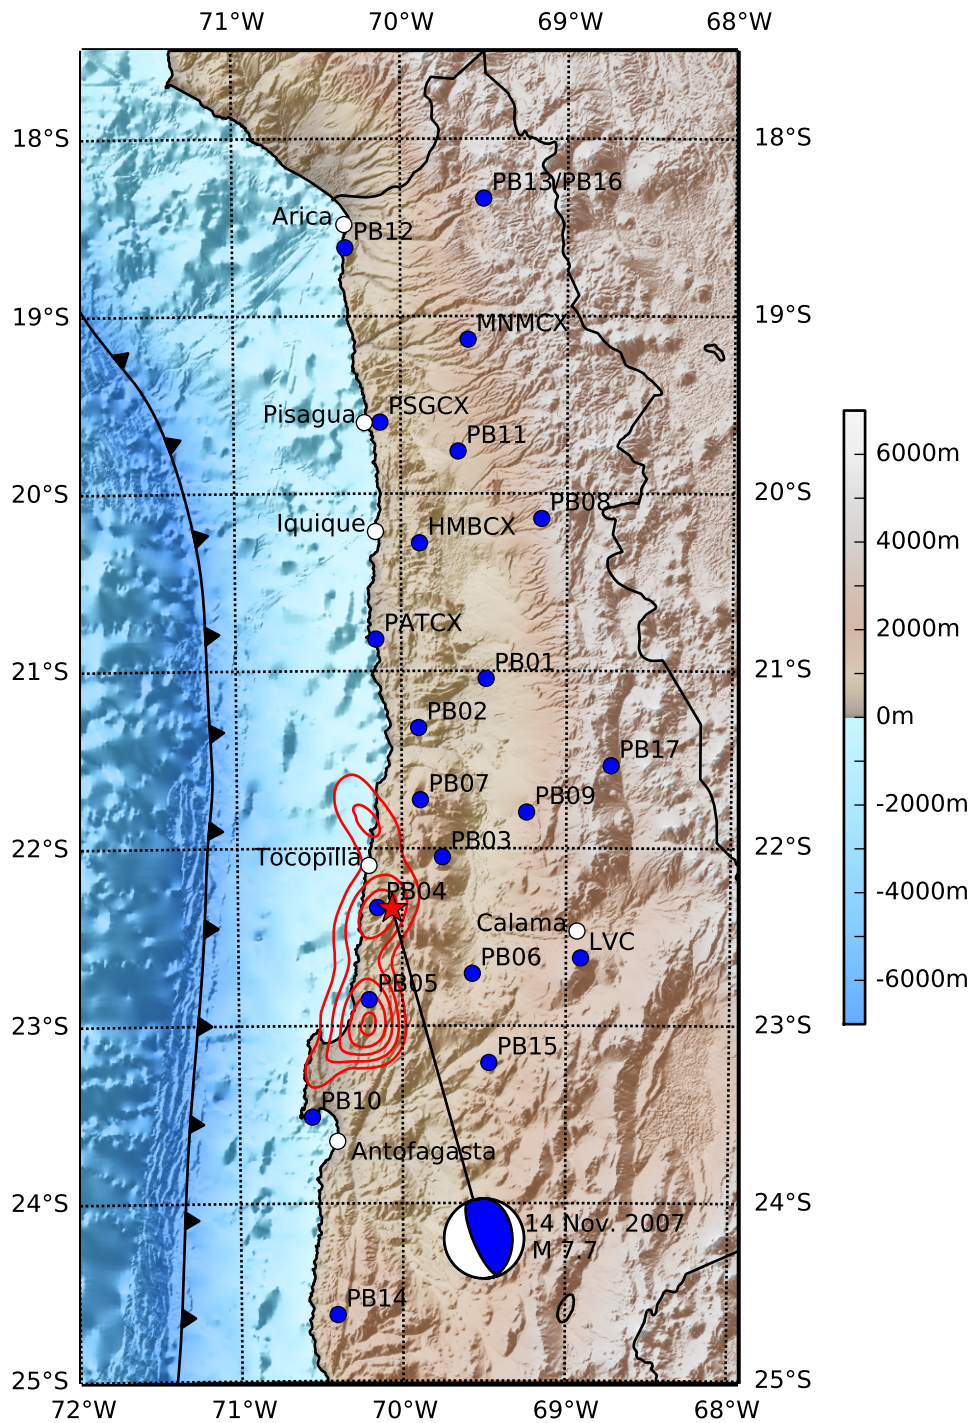 71°W 70°W 69°W 68°W
18°S 18°S
PB13/PB16
Arica
PB12
19°S 19°S
MNMCX
PSGCX
Pisagua
PB11
6000m
20°S 20°S
PB08
Iquique HMBCX
4000m
PATCX
2000m
PB01
21°S 21°S
PB02
0m
PB17
PB07
PB09
-2000m
PB03
22°S 22°S
Tocopilla
PB04
-4000m
Calama
LVC
PB06
PB05
-6000m
23°S 23°S
PB15
PB10
Antofagasta
24°S 24°S
14 Nov. 2007
M 7.7
PB14
25°S 25°S
72°W 71°W 70°W 69°W 68°W